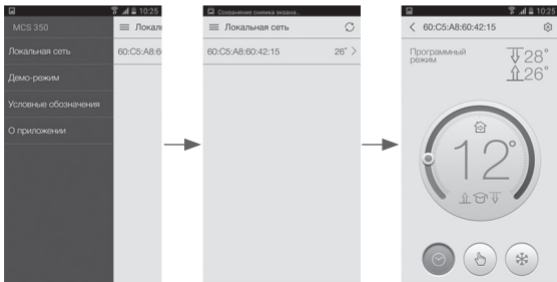 10:25
MCS 350
Локальная сеть
Демо-режим
Условные обозначения
О приложении
Локал
60:C5:A8:6
Сохранение снимка экрана...
Локальная сеть
60:C5:A8:60:42:15 26°
10:25
60:C5:A8:60:42:15
Программный
режим
28°
26°
12°